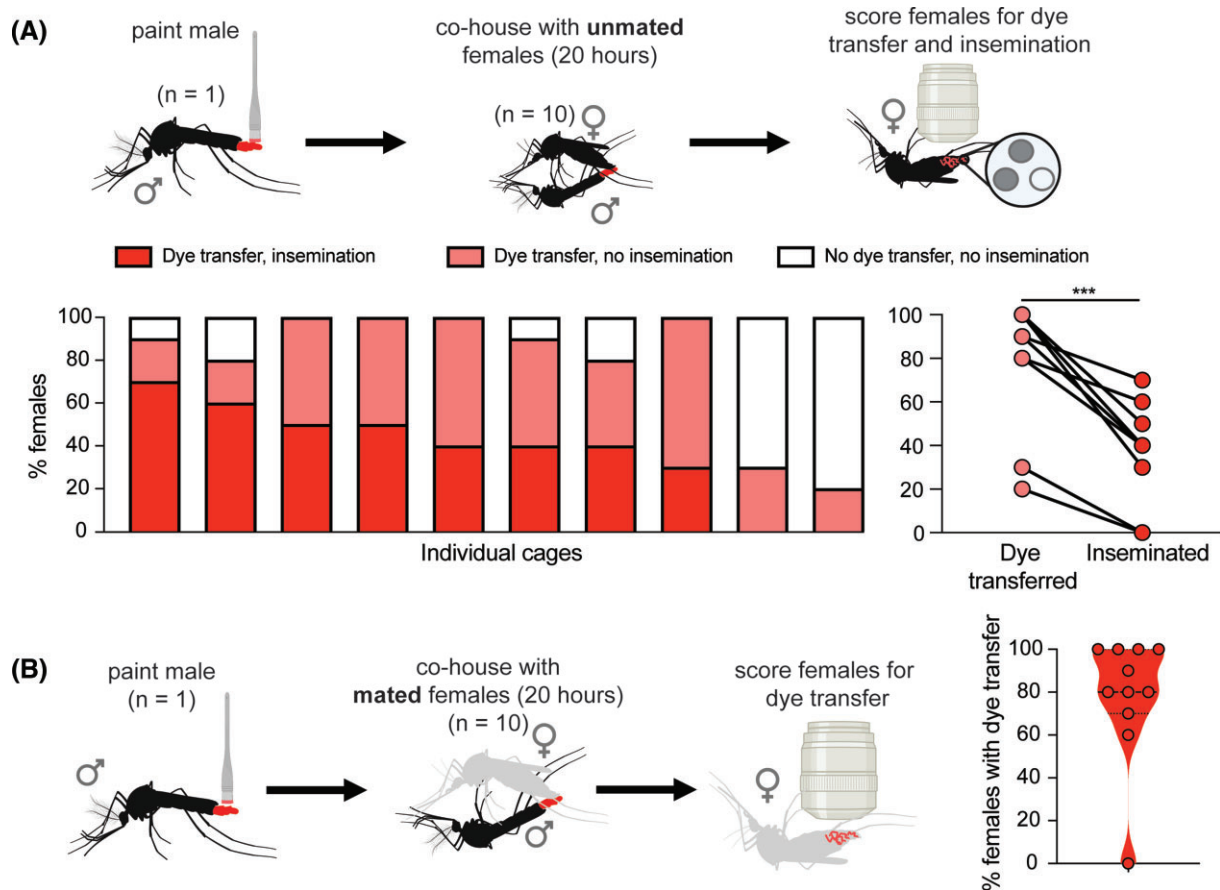 (A)
paint male
(n = 1)
♂
co-house with unmated
females (20 hours)
(n = 10)
♀
♂
score females for dye
transfer and insemination
♀
Dye transfer, insemination
Dye transfer, no insemination
No dye transfer, no insemination
% females
100
80
60
40
20
0
Individual cages
***
100
80
60
40
20
0
Dye
transferred
Inseminated
(B)
paint male
(n = 1)
♂
co-house with
mated females (20 hours)
(n = 10)
♀
♂
score females for
dye transfer
♀
% females with dye transfer
100
80
60
40
20
0